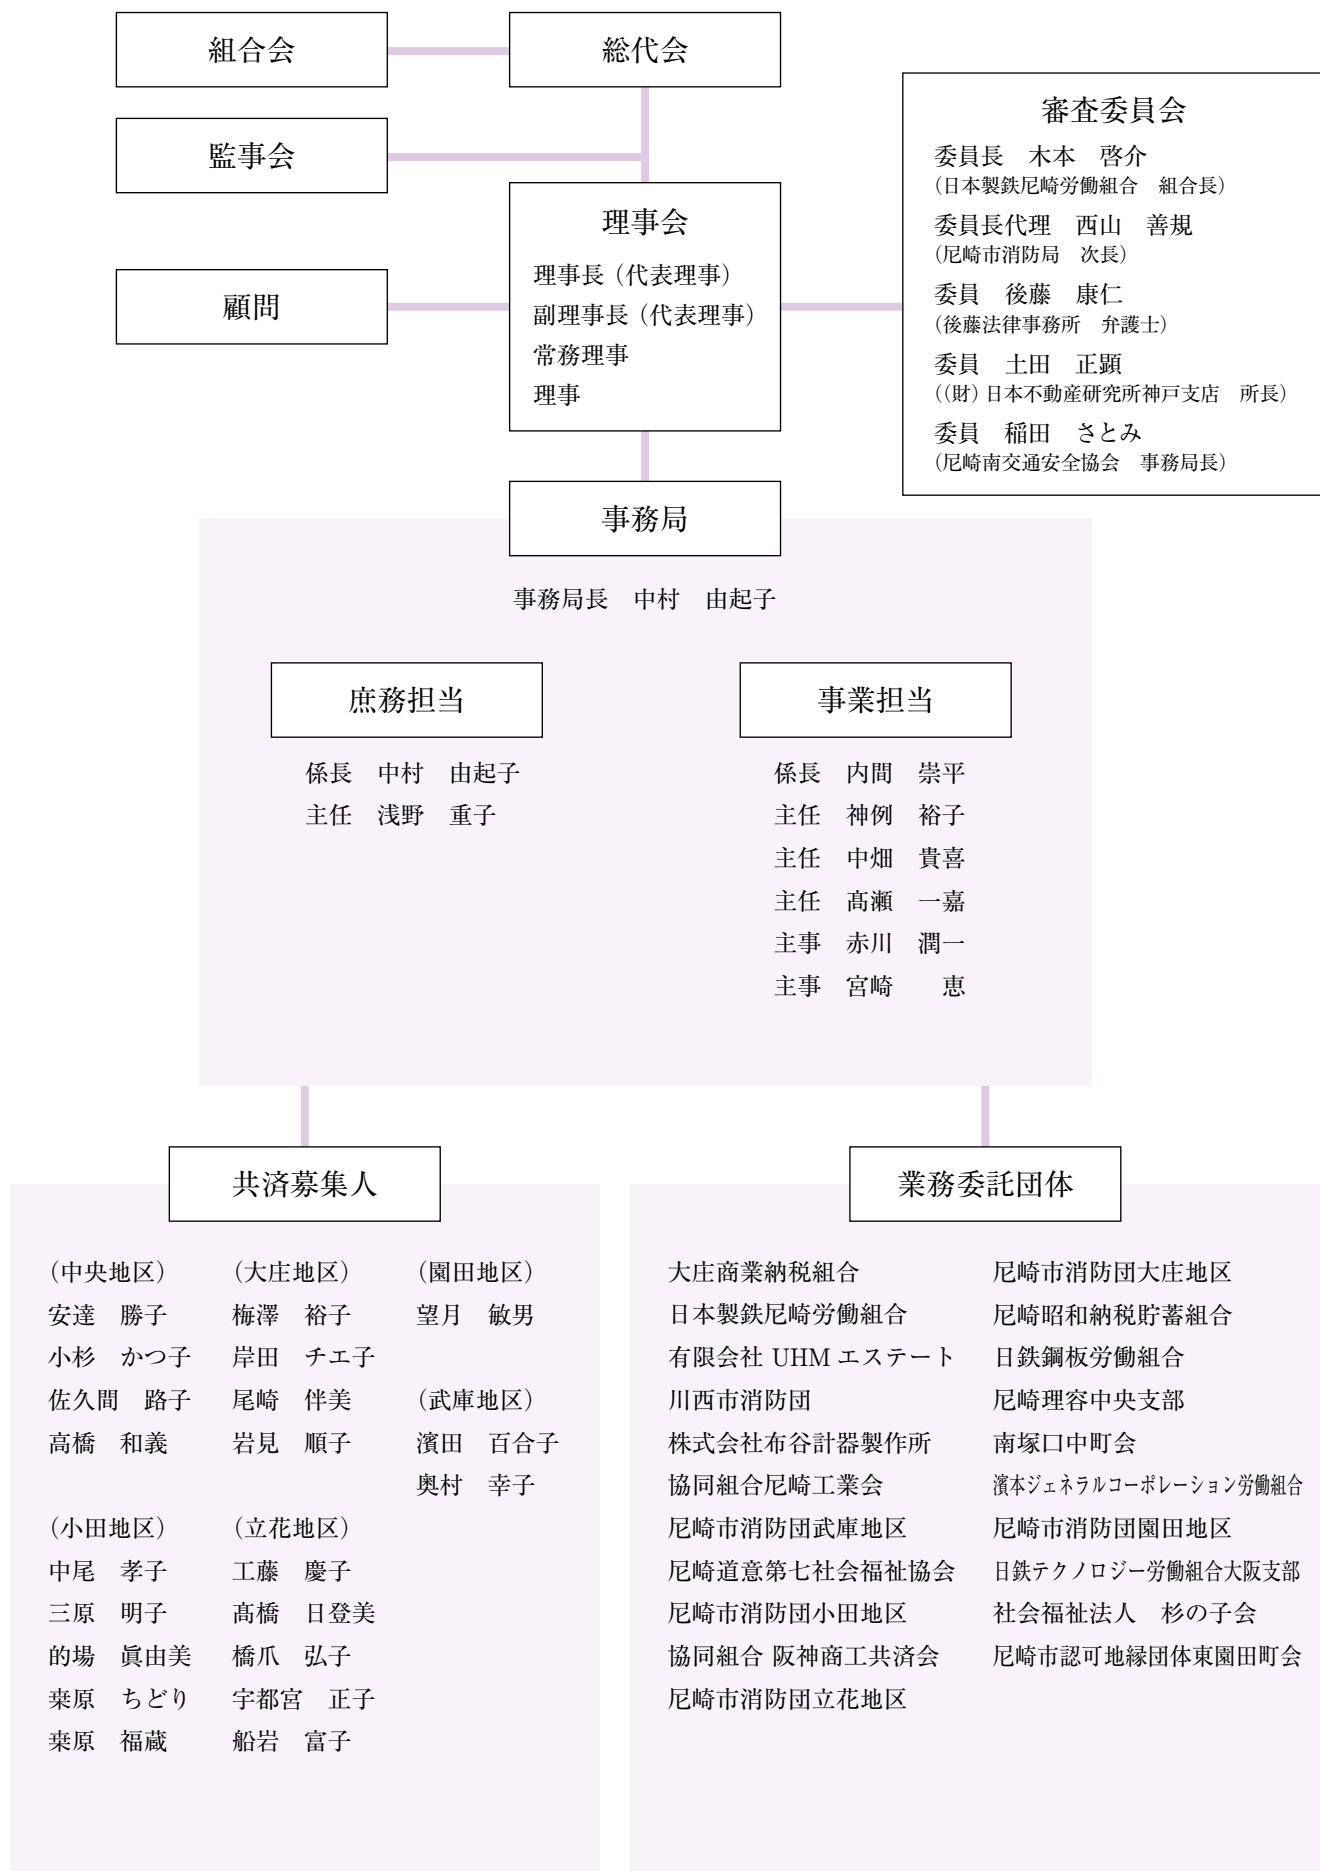 組合会
総代会
監事会
審査委員会
委員長　木本　啓介
（日本製鉄尼崎労働組合　組合長）
委員長代理　西山　善規
（尼崎市消防局　次長）
委員　後藤　康仁
（後藤法律事務所　弁護士）
委員　土田　正顕
（（財）日本不動産研究所神戸支店　所長）
委員　稲田　さとみ
（尼崎南交通安全協会　事務局長）
理事会
理事長（代表理事）
副理事長（代表理事）
常務理事
理事
顧問
事務局
事務局長　中村　由起子
庶務担当
係長　中村　由起子
主任　浅野　重子
事業担当
係長　内間　崇平
主任　神例　裕子
主任　中畑　貴喜
主任　髙瀬　一嘉
主事　赤川　潤一
主事　宮崎　　恵
共済募集人
（中央地区）
安達　勝子
小杉　かつ子
佐久間　路子
高橋　和義
（小田地区）
中尾　孝子
三原　明子
的場　眞由美
桒原　ちどり
桒原　福蔵
（大庄地区）
梅澤　裕子
岸田　チエ子
尾崎　伴美
岩見　順子
（立花地区）
工藤　慶子
髙橋　日登美
橋爪　弘子
宇都宮　正子
船岩　富子
（園田地区）
望月　敏男
（武庫地区）
濱田　百合子
奥村　幸子
業務委託団体
大庄商業納税組合
日本製鉄尼崎労働組合
有限会社 UHM エステート
川西市消防団
株式会社布谷計器製作所
協同組合尼崎工業会
尼崎市消防団武庫地区
尼崎道意第七社会福祉協会
尼崎市消防団小田地区
協同組合 阪神商工共済会
尼崎市消防団立花地区
尼崎市消防団大庄地区
尼崎昭和納税貯蓄組合
日鉄鋼板労働組合
尼崎理容中央支部
南塚口中町会
濱本ジェネラルコーポレーション労働組合
尼崎市消防団園田地区
日鉄テクノロジー労働組合大阪支部
社会福祉法人　杉の子会
尼崎市認可地縁団体東園田町会